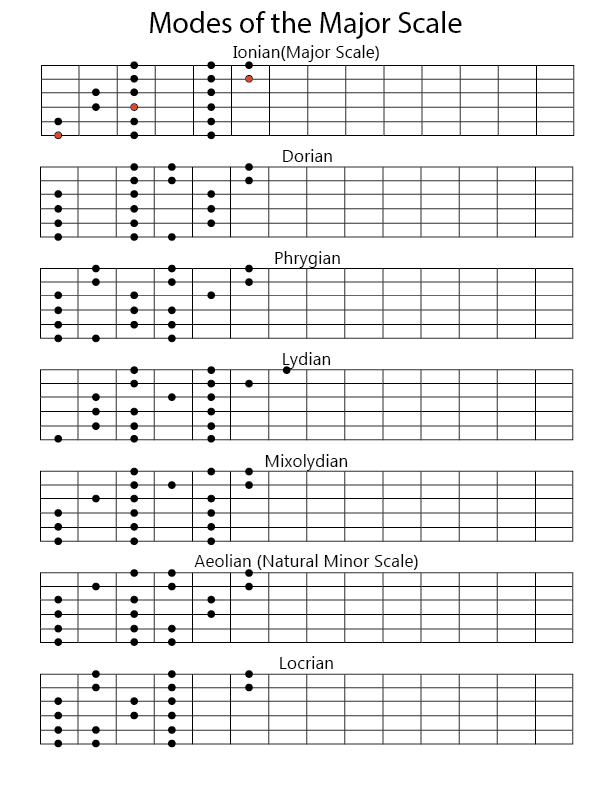 Modes of the Major Scale
Ionian(Major Scale)
Dorian
Phrygian
Lydian
Mixolydian
Aeolian (Natural Minor Scale)
Locrian